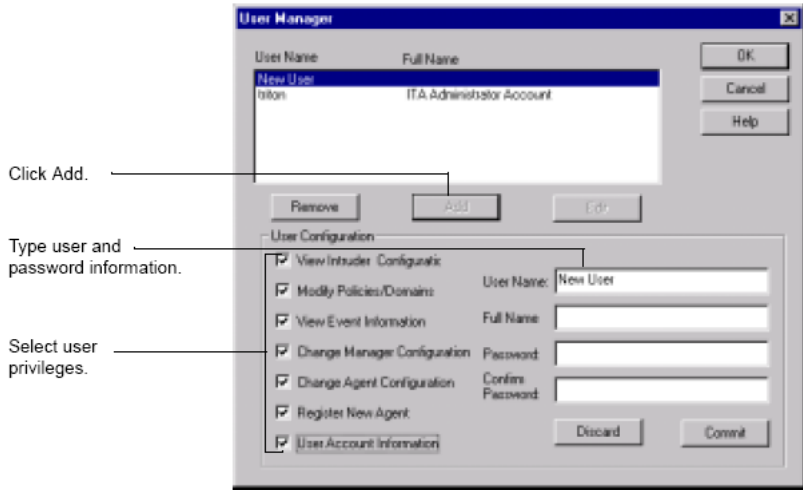 User Manager
User Name Full Name
New User
triton ITA Administrator Account
OK
Cancel
Help
Click Add.
Remove Add Edit
User Configuration
Type user and
password information.
View Intruder Configuratic
User Name: New User
Modify Policies/Domains
View Event Information
Full Name
Select user
privileges.
Change Manager Configuration
Password:
Change Agent Configuration
Confirm
Password:
Register New Agent
User Account Information
Discard Commit